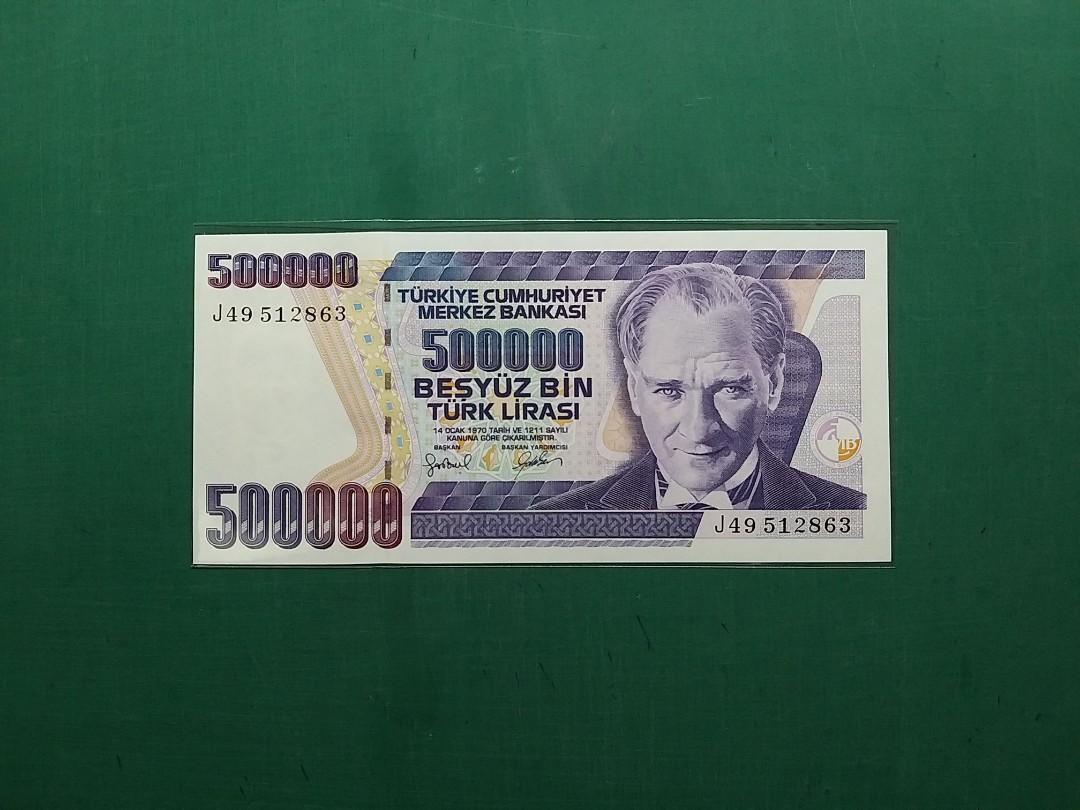 500000
J49 512863
TÜRKİYE CUMHURİYET
MERKEZ BANKASI
500000
BEŞYÜZ BİN
TÜRK LİRASI
14 OCAK 1970 TARİH VE 1211 SAYILI
KANUNA GÖRE ÇIKARILMIŞTIR.
BAŞKAN BAŞKAN YARDIMCISI
500000
J49 512863